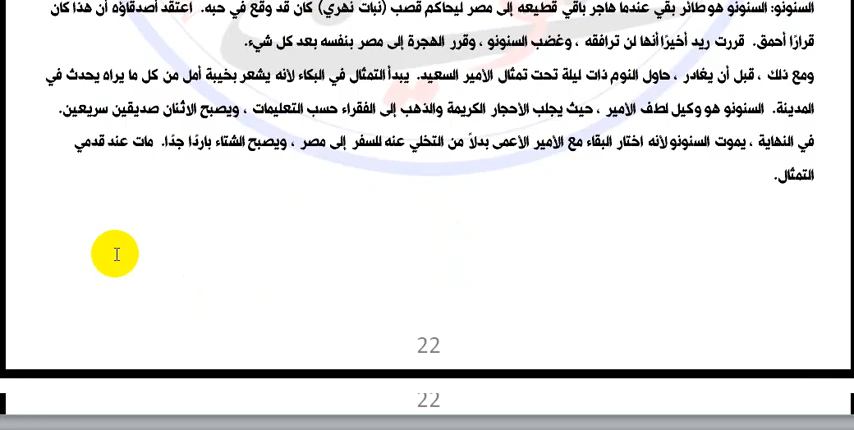 السنونو: السنونو هو طائر بقي عندما هاجر باقي قطيعه إلى مصر ليحاكم قصب (نبات نهري) كان قد وقع في حبه. اعتقد أصدقاؤه أن هذا كان
قرارًا أحمق. قررت ريد أخيرًا أنها لن ترافقه ، وغضب السنونو ، وقرر الهجرة إلى مصر بنفسه بعد كل شيء.
ومع ذلك ، قبل أن يغادر ، حاول النوم ذات ليلة تحت تمثال الأمير السعيد. يبدأ التمثال في البكاء لأنه يشعر بخيبة أمل من كل ما يراه يحدث في
المدينة. السنونو هو وكيل لطف الأمير ، حيث يجلب الأحجار الكريمة والذهب إلى الفقراء حسب التعليمات ، ويصبح الاثنان صديقين سريعين.
في النهاية ، يموت السنونو لأنه اختار البقاء مع الأمير الأعمى بدلاً من التخلي عنه للسفر إلى مصر ، ويصبح الشتاء باردًا جدًا. مات عند قدمي
التمثال.
22
22